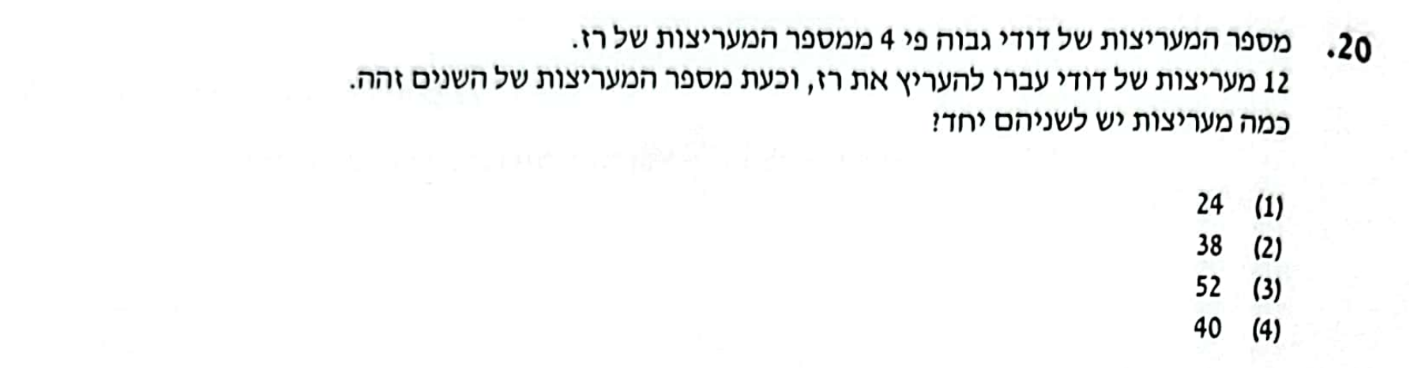 20. מספר המעריצות של דודי גבוה פי 4 ממספר המעריצות של רז.
12 מעריצות של דודי עברו להעריץ את רז, וכעת מספר המעריצות של השנים זהה.
כמה מעריצות יש לשניהם יחד?
(1) 24
(2) 38
(3) 52
(4) 40